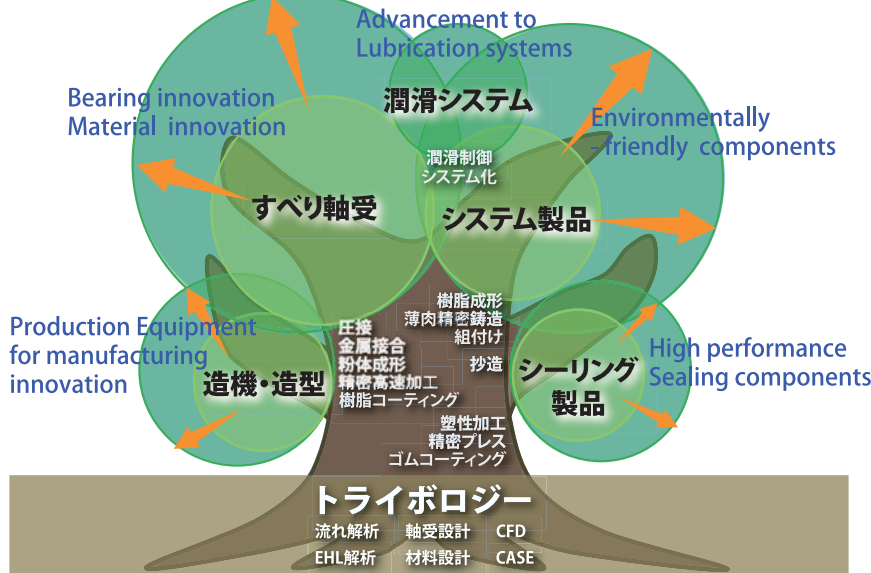 Advancement to
Lubrication systems
Bearing innovation
Material innovation
潤滑システム
Environmentally
- friendly components
潤滑制御
システム化
すべり軸受
システム製品
Production Equipment
for manufacturing
innovation
造機・造型
圧接
金属接合
粉体成形
精密高速加工
樹脂コーティング
樹脂成形
薄肉精密鋳造
組付け
抄造
シーリング
製品
High performance
Sealing components
塑性加工
精密プレス
ゴムコーティング
トライボロジー
流れ解析 軸受設計 CFD
EHL解析 材料設計 CASE